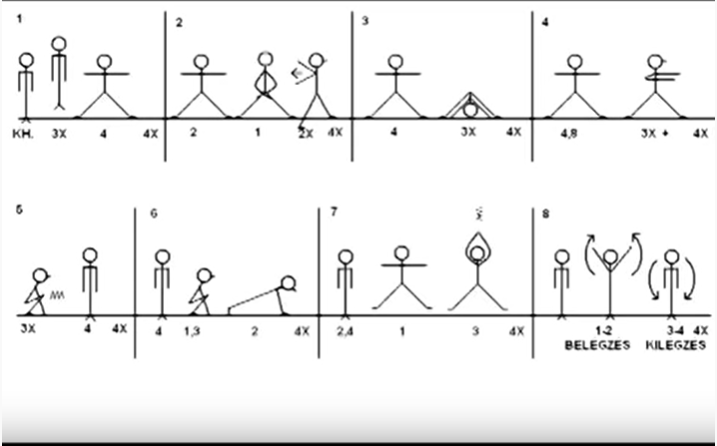 1
KH. 3X 4 4X
2
2 1 2X 4X
3
4 3X 4X
4
4,8 3X + 4X
5
3X 4 4X
6
4 1,3 2 4X
7
2,4 1 3 4X
8
1-2 3-4 4X
BELEGZES KILEGZES